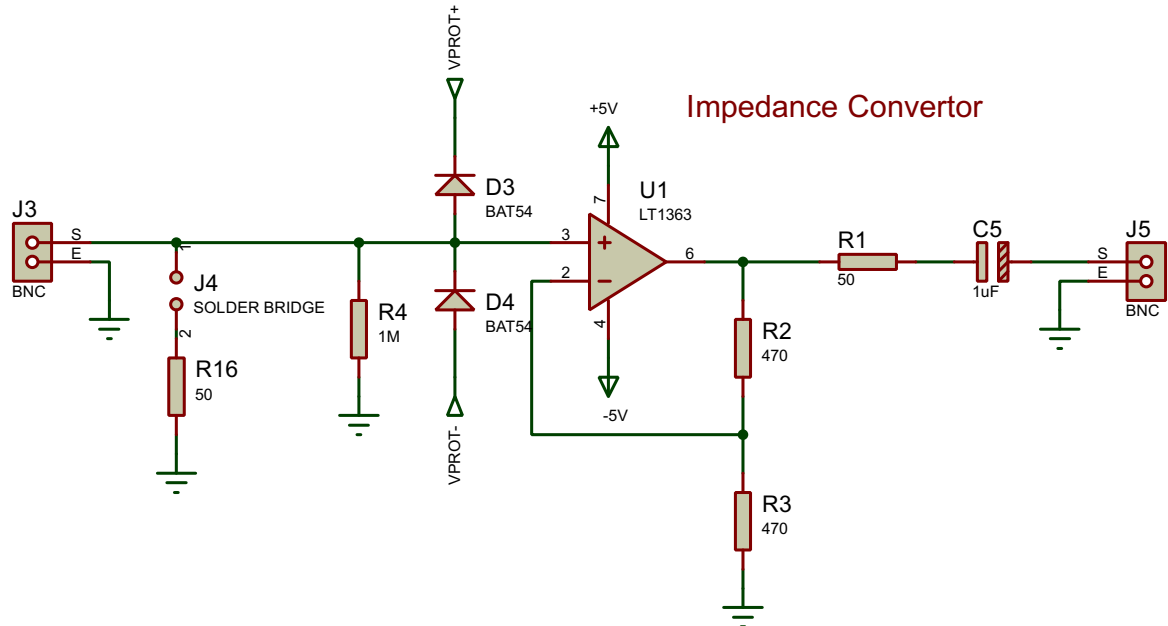 VPROT+
Impedance Convertor
+5V
J3
S
E
BNC
1
J4
SOLDER BRIDGE
2
R16
50
R4
1M
D3
BAT54
D4
BAT54
VPROT-
U1
LT1363
7
3
+
2
−
6
4
-5V
R1
50
C5
1uF
J5
S
E
BNC
R2
470
R3
470